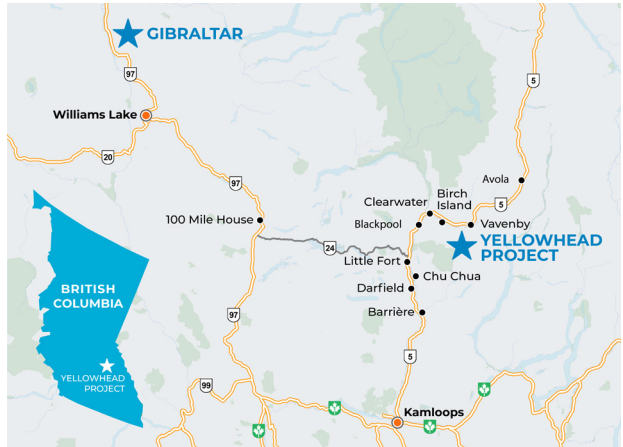 GIBRALTAR
97
5
Williams Lake
20
97
Avola
Clearwater
Birch
Island
5
100 Mile House
Blackpool
Vavenby
YELLOWHEAD
PROJECT
24
Little Fort
Chu Chua
Darfield
Barrière
BRITISH
COLUMBIA
97
YELLOWHEAD
PROJECT
5
99
Kamloops